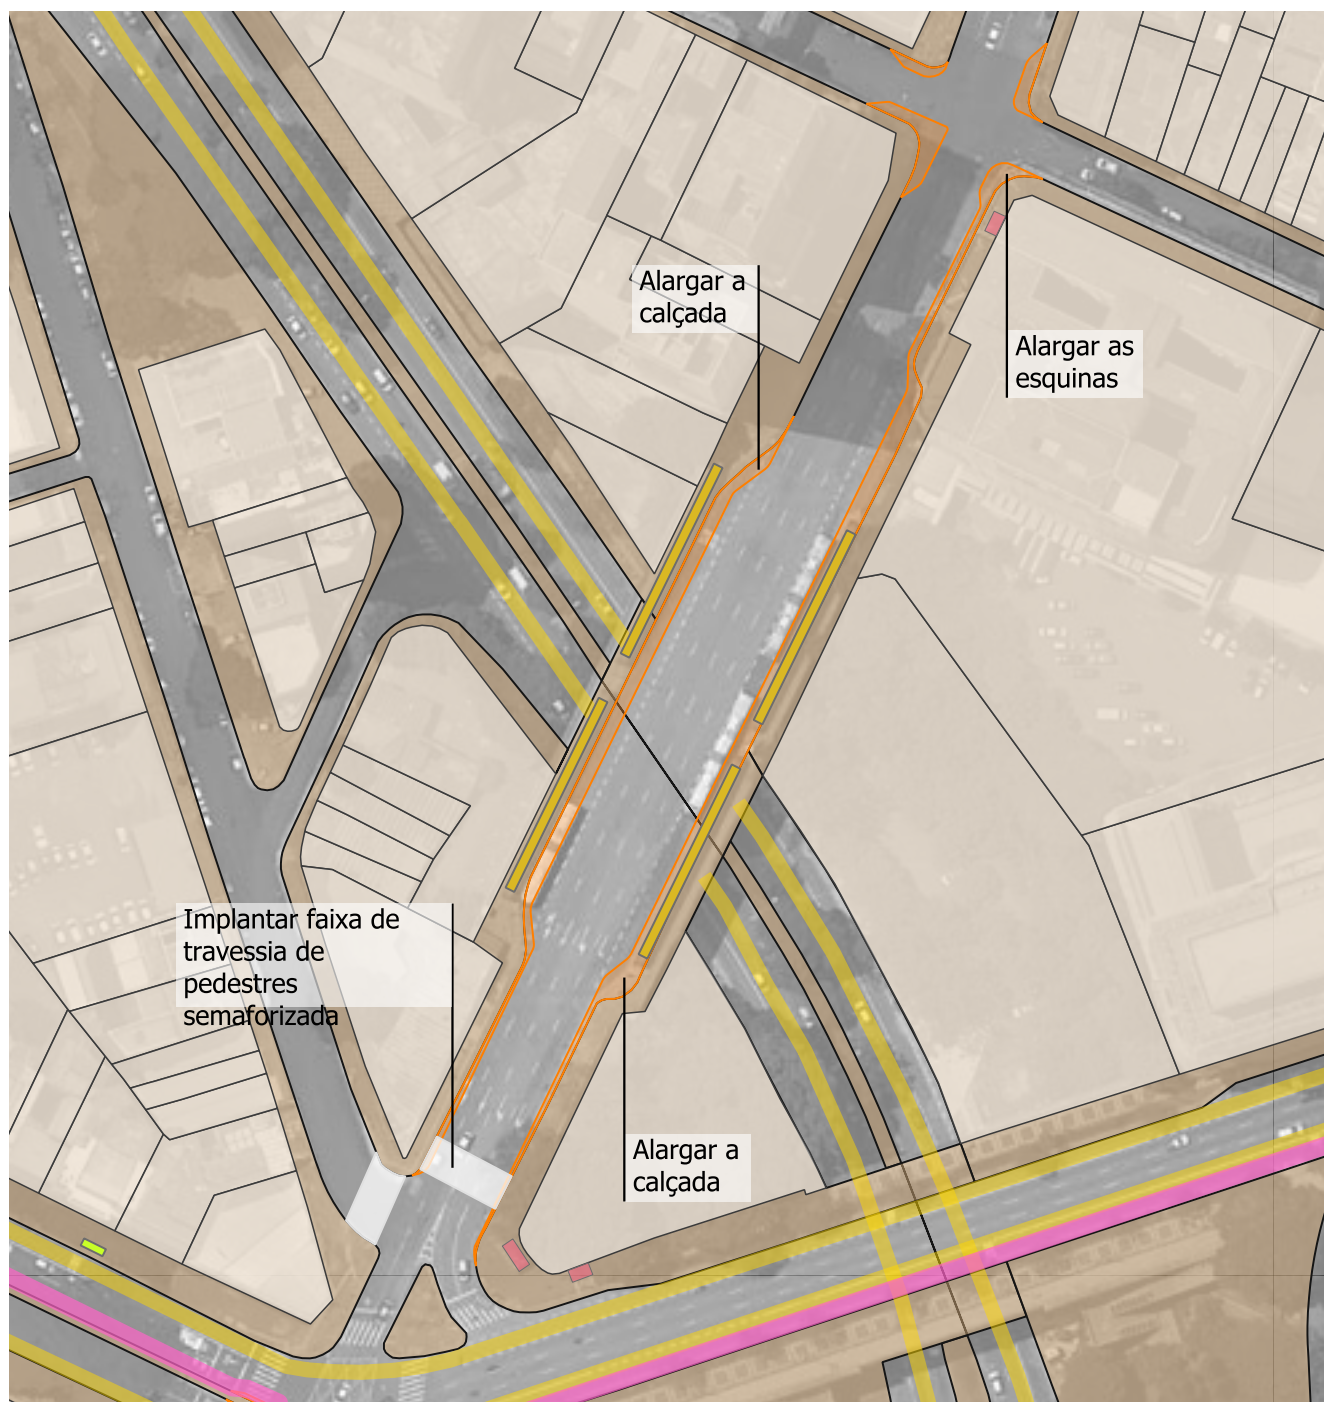 Alargar a
calçada
Alargar as
esquinas
Implantar faixa de
travessia de
pedestres
semaforizada
Alargar a
calçada